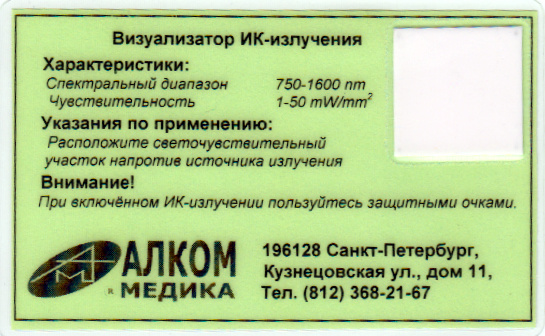 Визуализатор ИК-излучения
Характеристики:
Спектральный диапазон 750-1600 nm
Чувствительность 1-50 mW/mm²
Указания по применению:
Расположите светочувствительный
участок напротив источника излучения
Внимание!
При включённом ИК-излучении пользуйтесь защитными очками.
АЛКОМ
® МЕДИКА
196128 Санкт-Петербург,
Кузнецовская ул., дом 11,
Тел. (812) 368-21-67